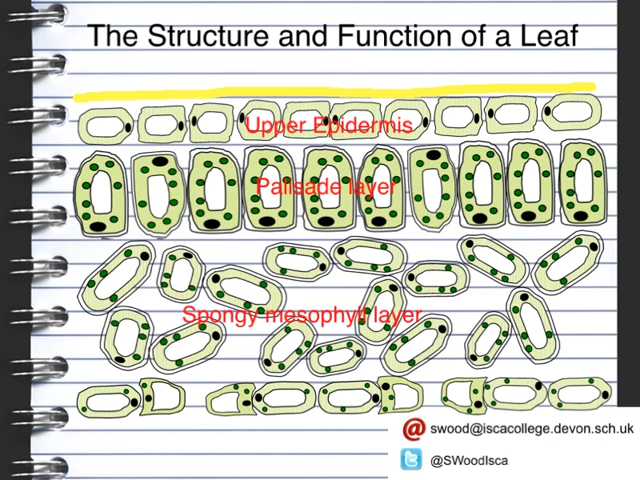 The Structure and Function of a Leaf
Upper Epidermis
Palisade layer
Spongy mesophyll layer
swood@iscacollege.devon.sch.uk
@SWoodIsca